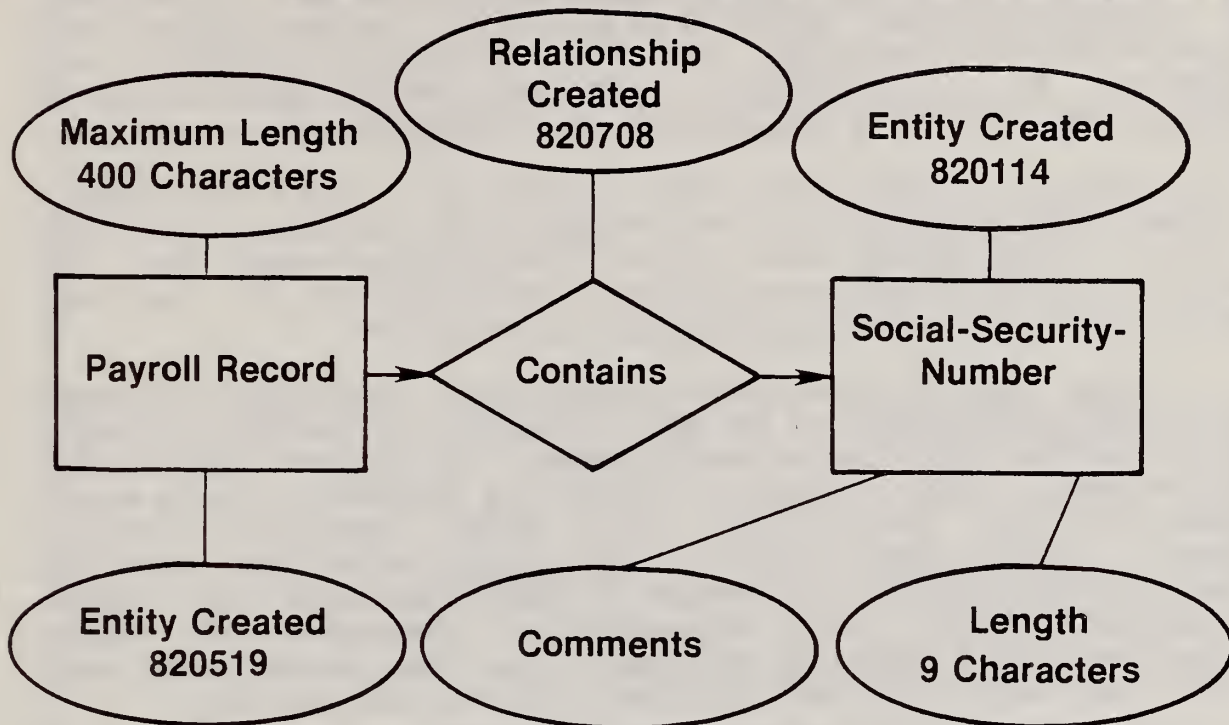 Relationship
Created
820708
Maximum Length
400 Characters
Entity Created
820114
Payroll Record
Contains
Social-Security-
Number
Entity Created
820519
Comments
Length
9 Characters